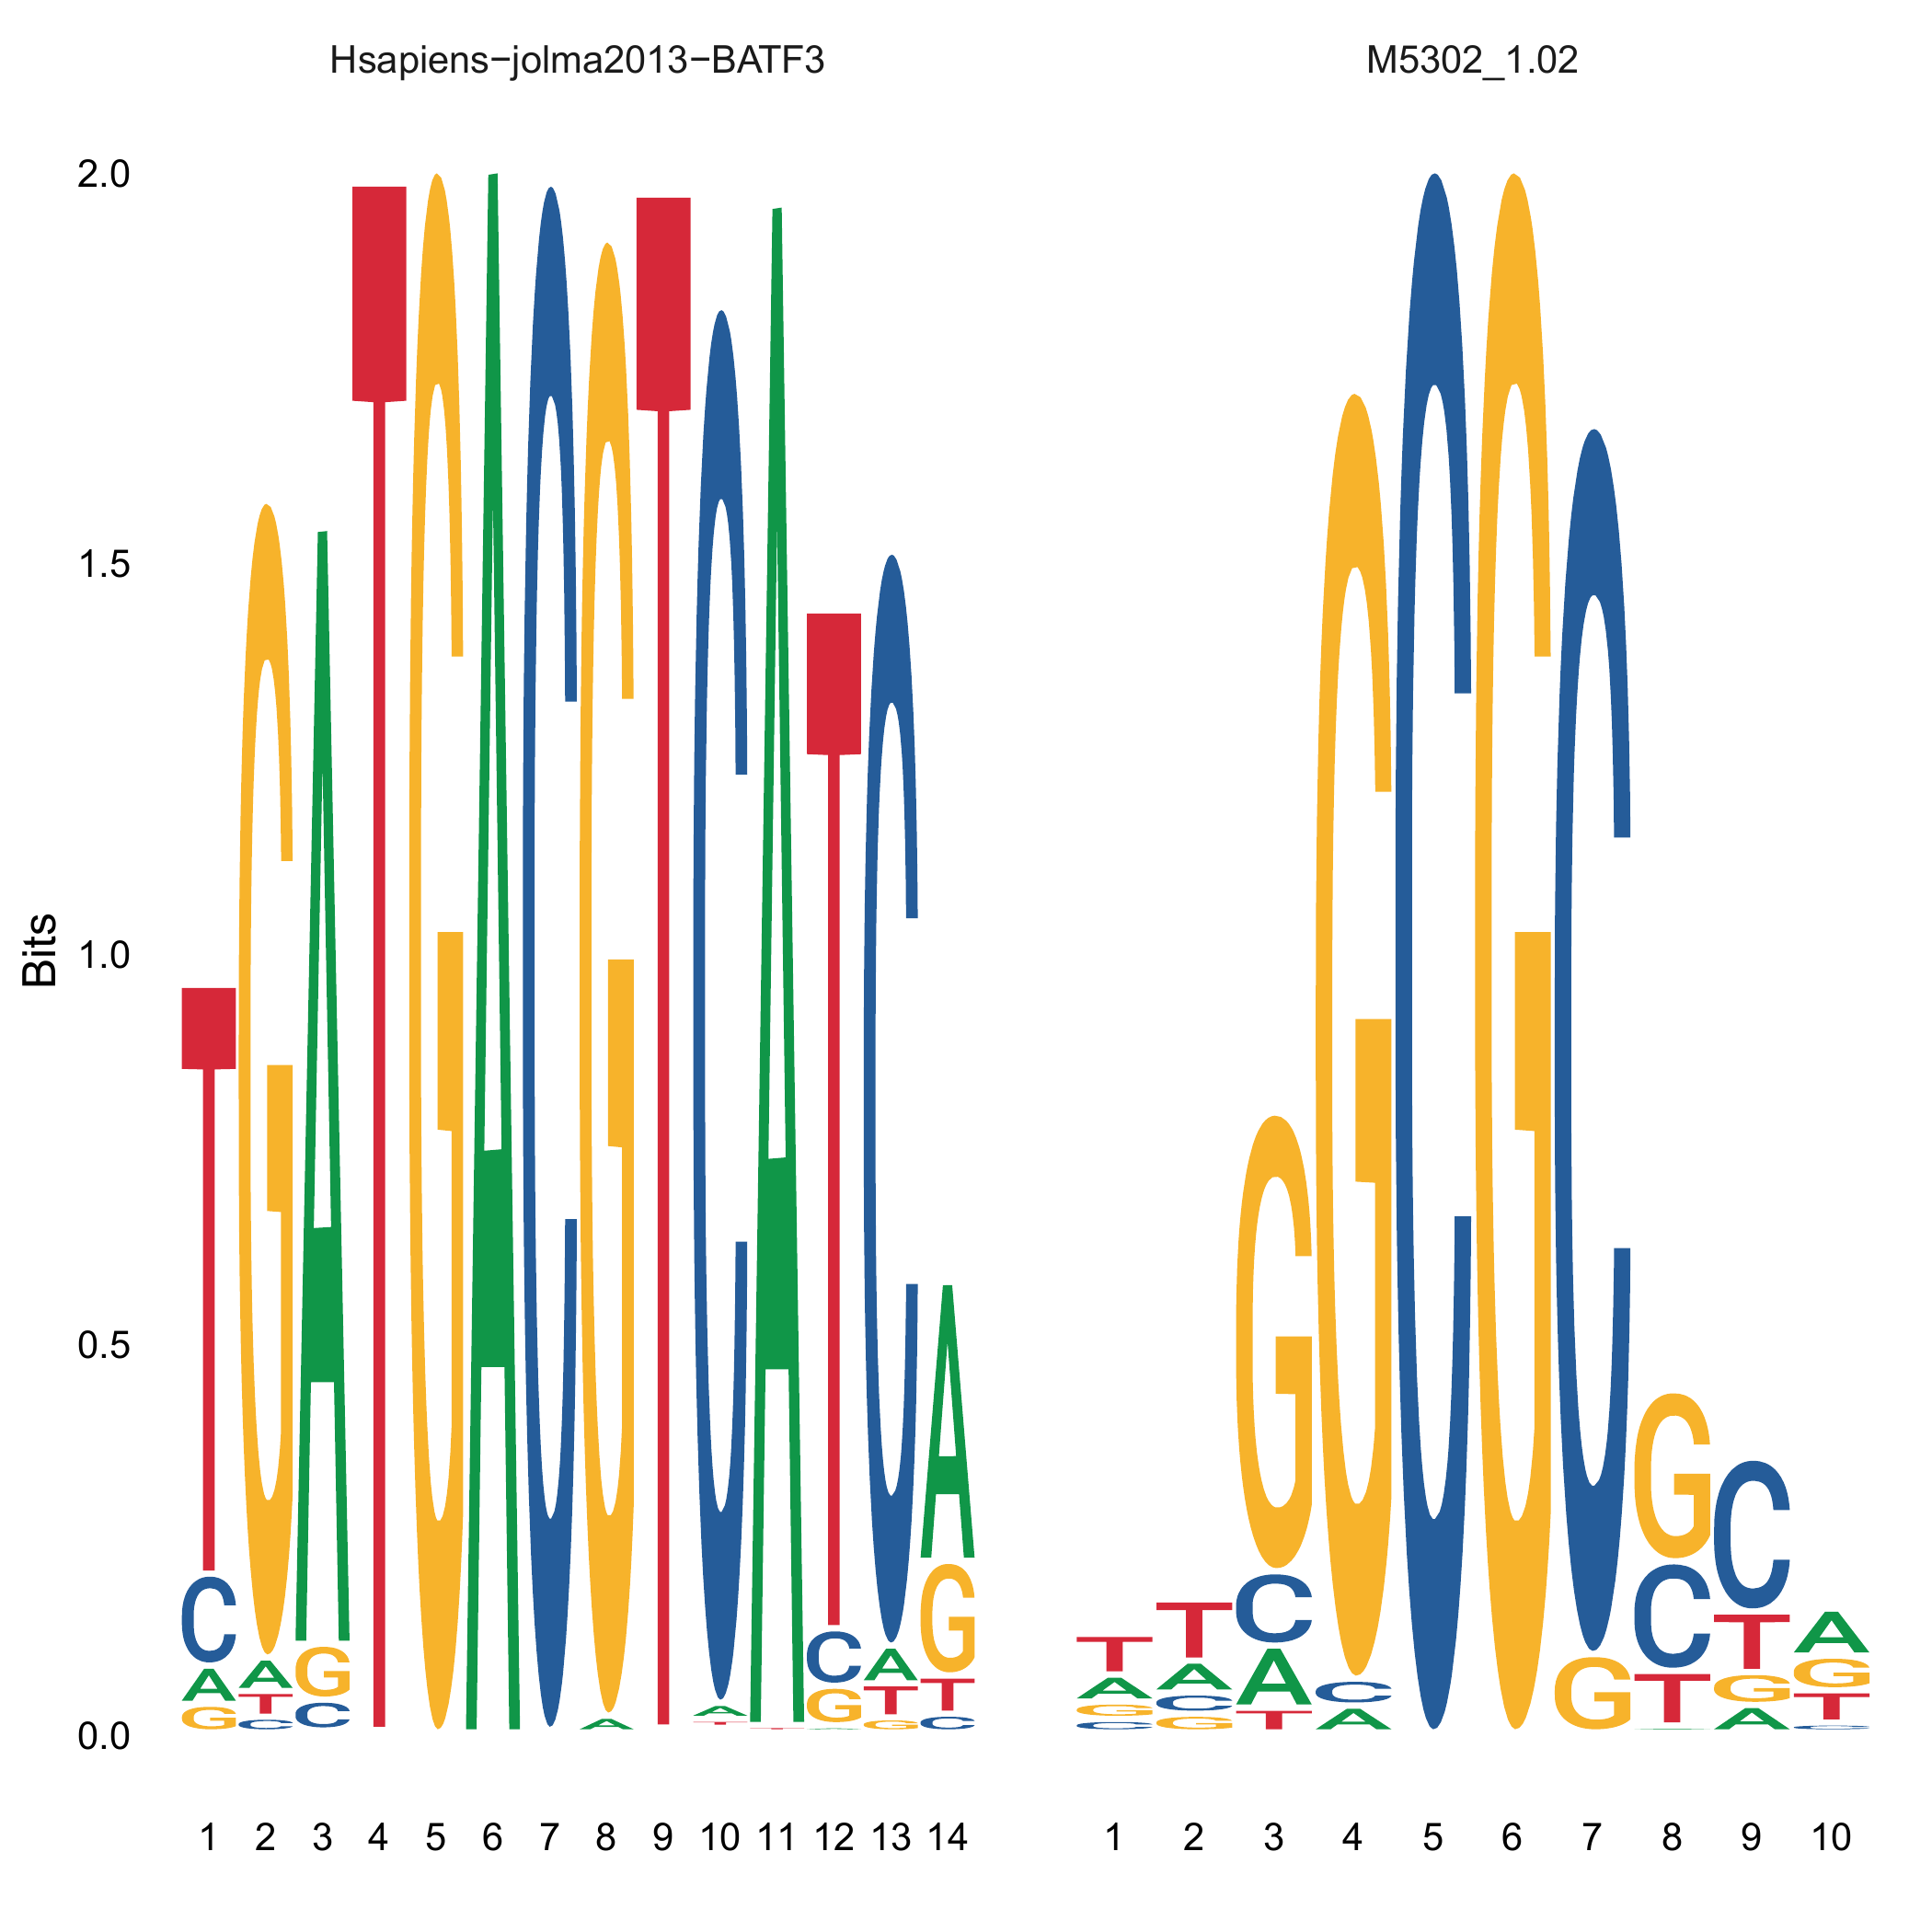 Hsapiens−jolma2013−BATF3 M5302_1.02
2.0
1.5
1.0
0.5
0.0
Bits
T G A T G A C G T C A T C A
C A G A C A G
A T C A T C T T
G C G C
T T G G C G C G C A
A A C C G C T G
G C A A T G T
C G T A C
1 2 3 4 5 6 7 8 9 10 11 12 13 14 1 2 3 4 5 6 7 8 9 10